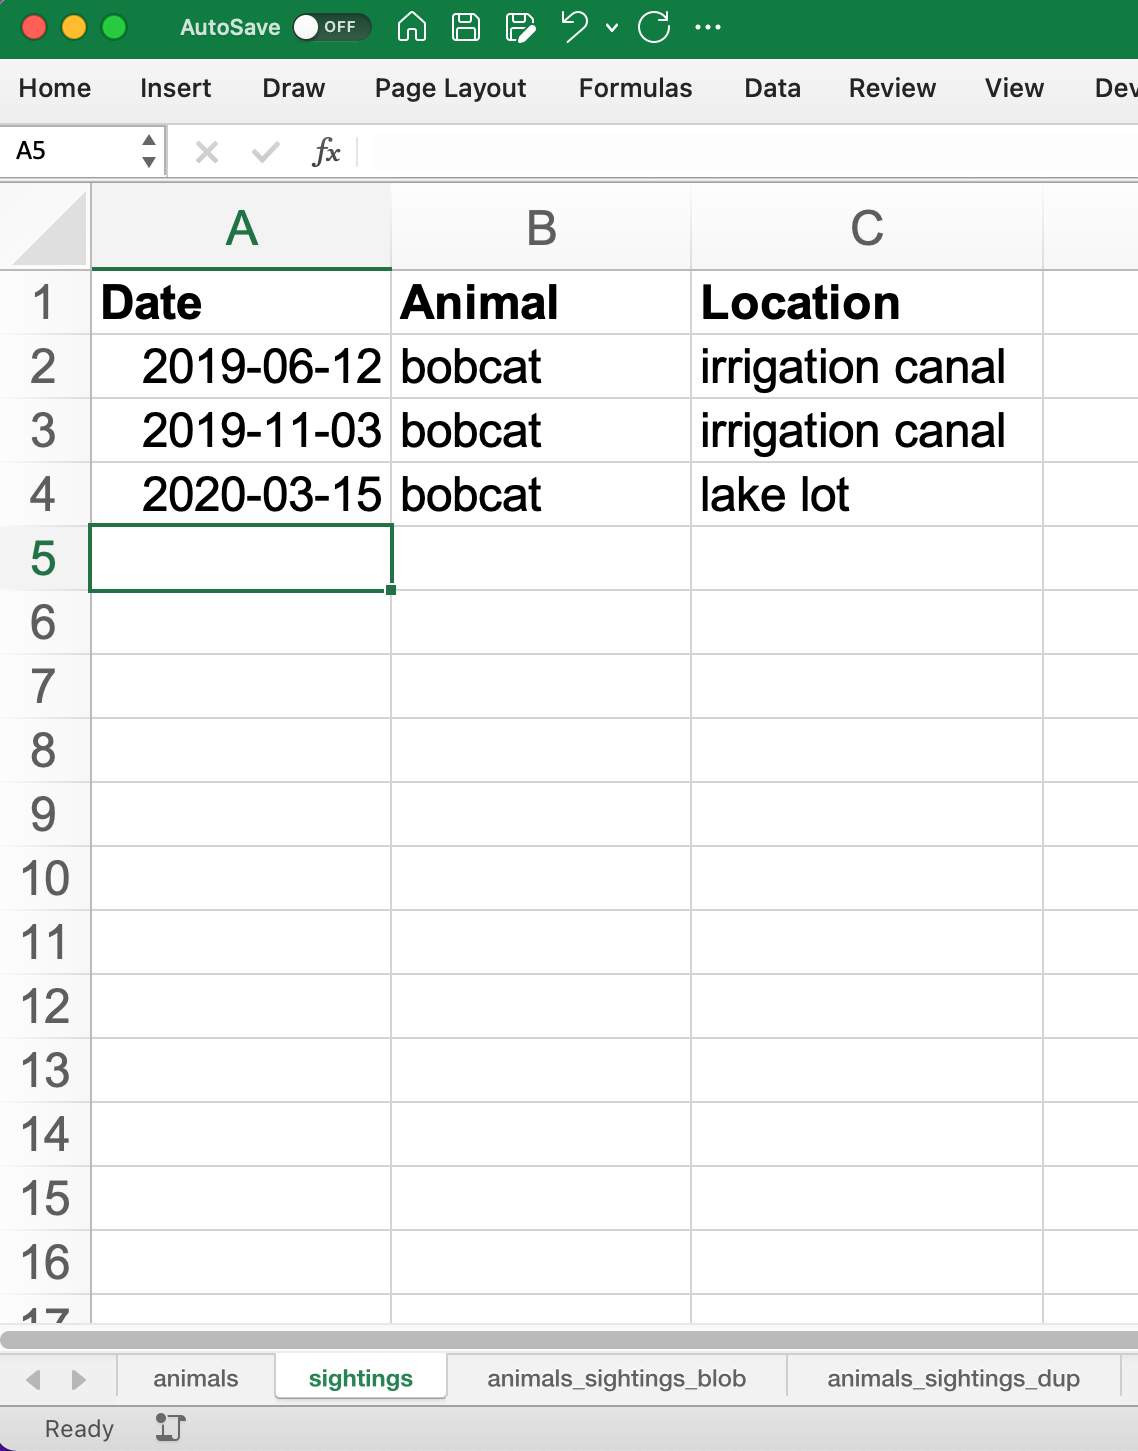 AutoSave OFF
Home Insert Draw Page Layout Formulas Data Review View Dev
A5 fx
A B C
1 Date Animal Location
2 2019-06-12 bobcat irrigation canal
3 2019-11-03 bobcat irrigation canal
4 2020-03-15 bobcat lake lot
5
6
7
8
9
10
11
12
13
14
15
16
17
animals sightings animals_sightings_blob animals_sightings_dup
Ready